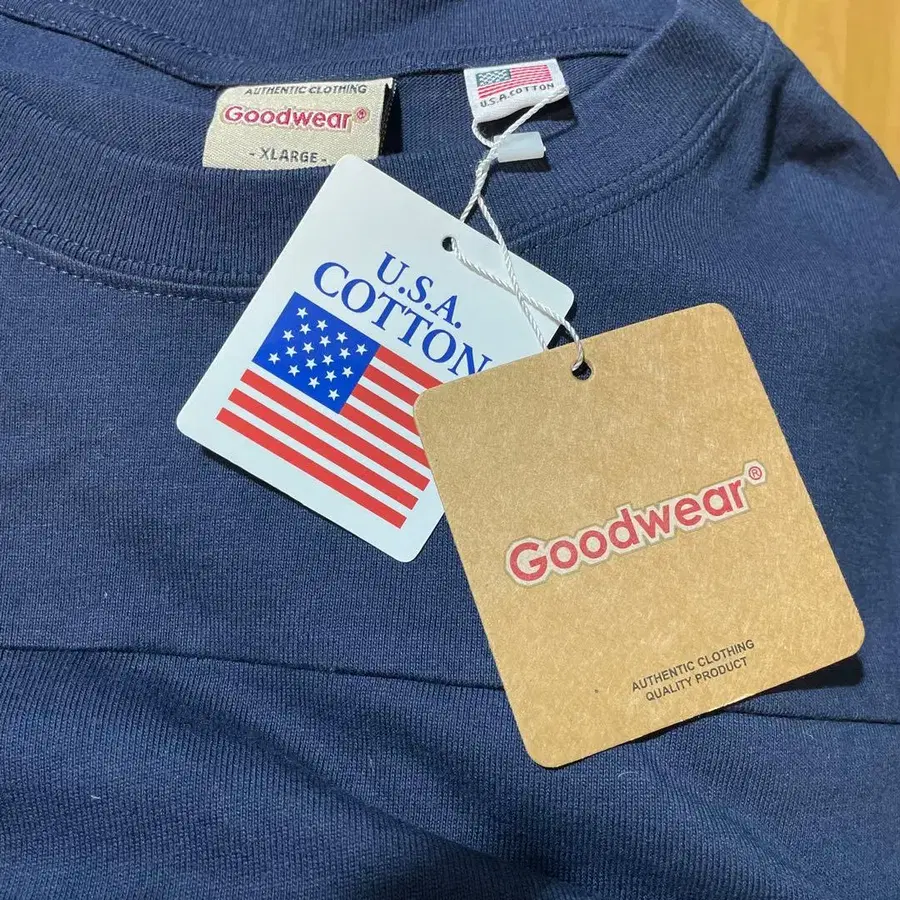 AUTHENTIC CLOTHING
Goodwear®
- XLARGE -
U.S.A. COTTON
U.S.A.
COTTON
Goodwear®
AUTHENTIC CLOTHING
QUALITY PRODUCT